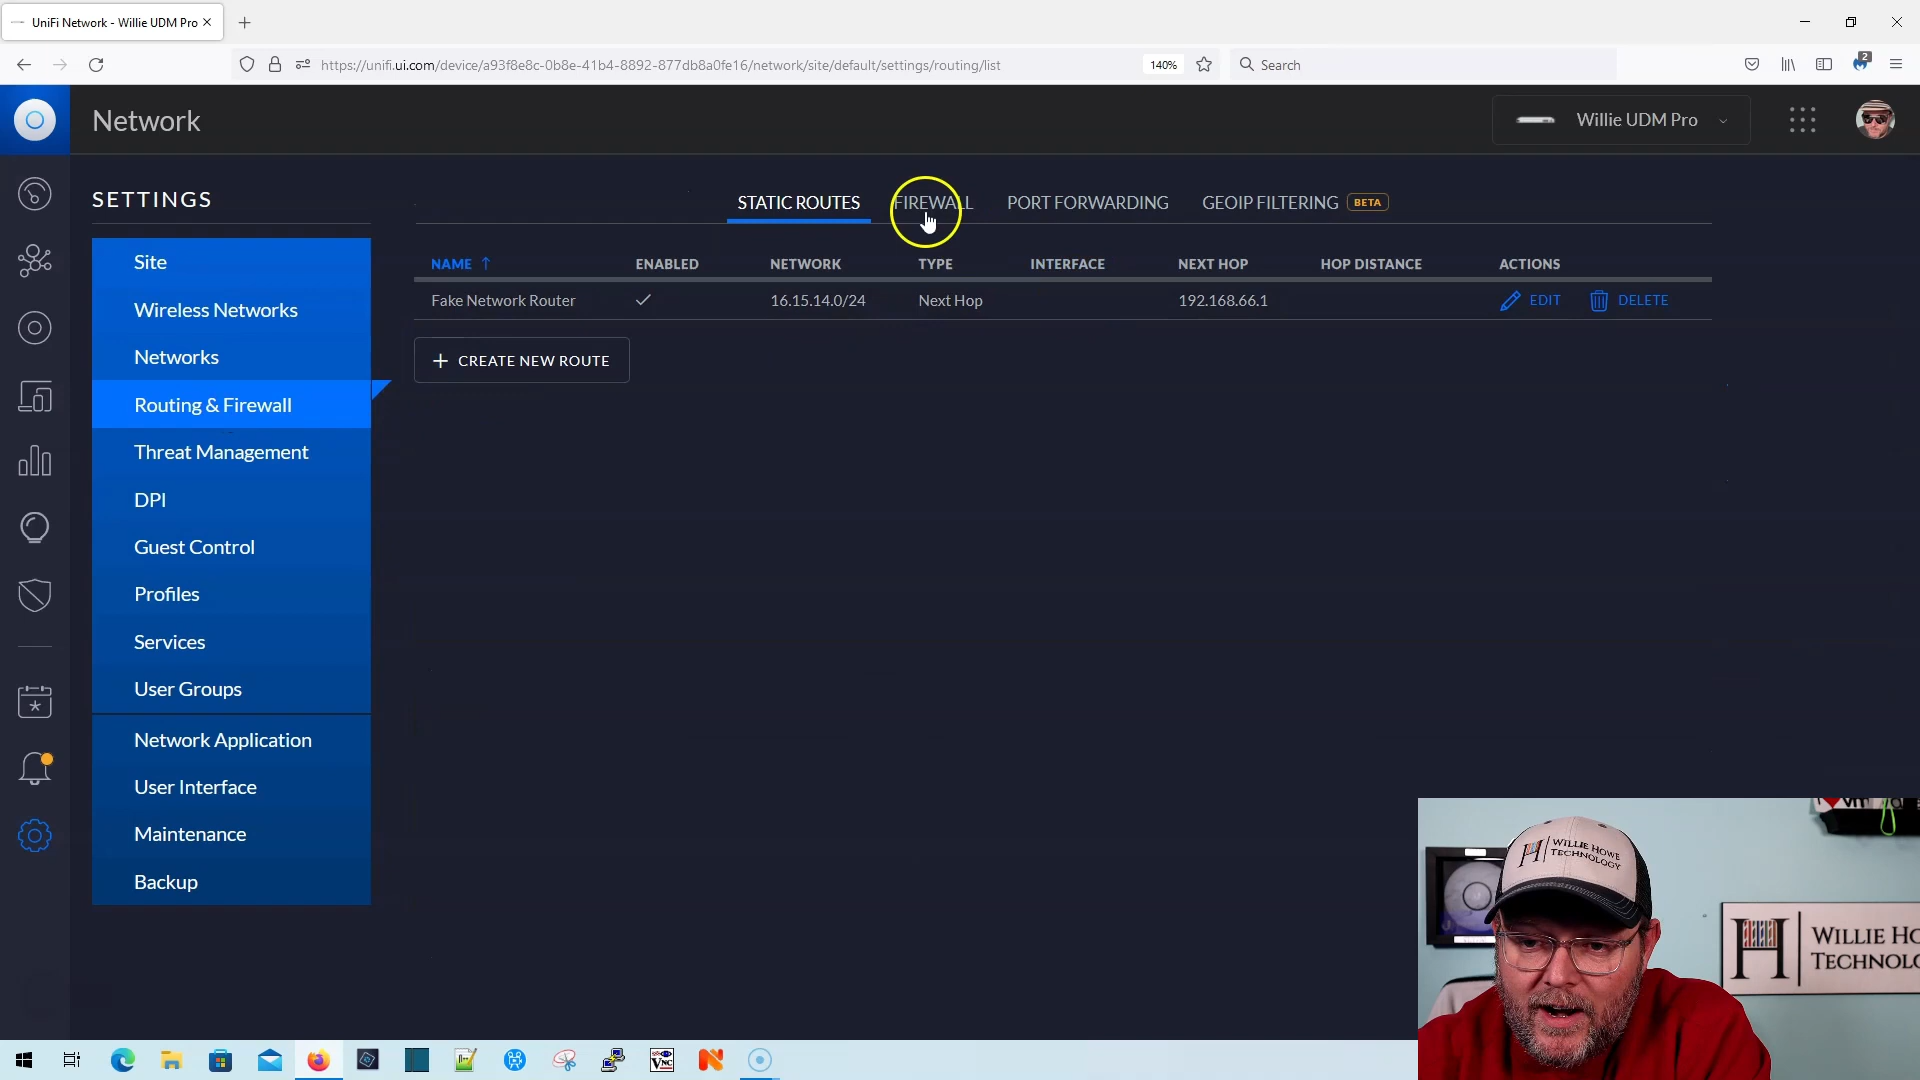 UniFi Network - Willie UDM Pro
https://unifi.ui.com/device/a93f8e8c-0b8e-41b4-8892-877db8a0fe16/network/site/default/settings/routing/list
140%
Search
2
Network
Willie UDM Pro
SETTINGS
STATIC ROUTES
FIREWALL
PORT FORWARDING
GEOIP FILTERING
BETA
Site
Wireless Networks
Networks
Routing & Firewall
Threat Management
DPI
Guest Control
Profiles
Services
User Groups
Network Application
User Interface
Maintenance
Backup
NAME ENABLED NETWORK TYPE INTERFACE NEXT HOP HOP DISTANCE ACTIONS
Fake Network Router 16.15.14.0/24 Next Hop 192.168.66.1 EDIT DELETE
CREATE NEW ROUTE
WILLIE HOWE
TECHNOLOGY
H
WILLIE HO
TECHNOLO